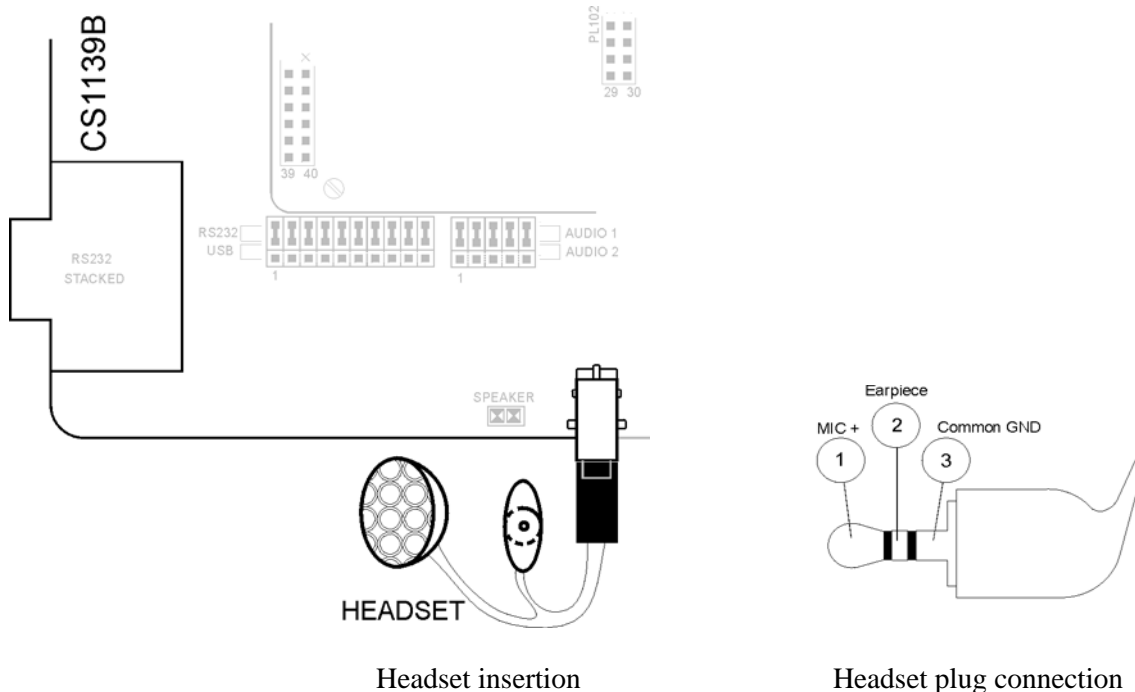 CS1139B
PL102
29 30
39 40
RS232
USB
1
1
AUDIO 1
AUDIO 2
RS232
STACKED
SPEAKER
HEADSET
Earpiece
MIC +
2
Common GND
1
3
Headset insertion
Headset plug connection